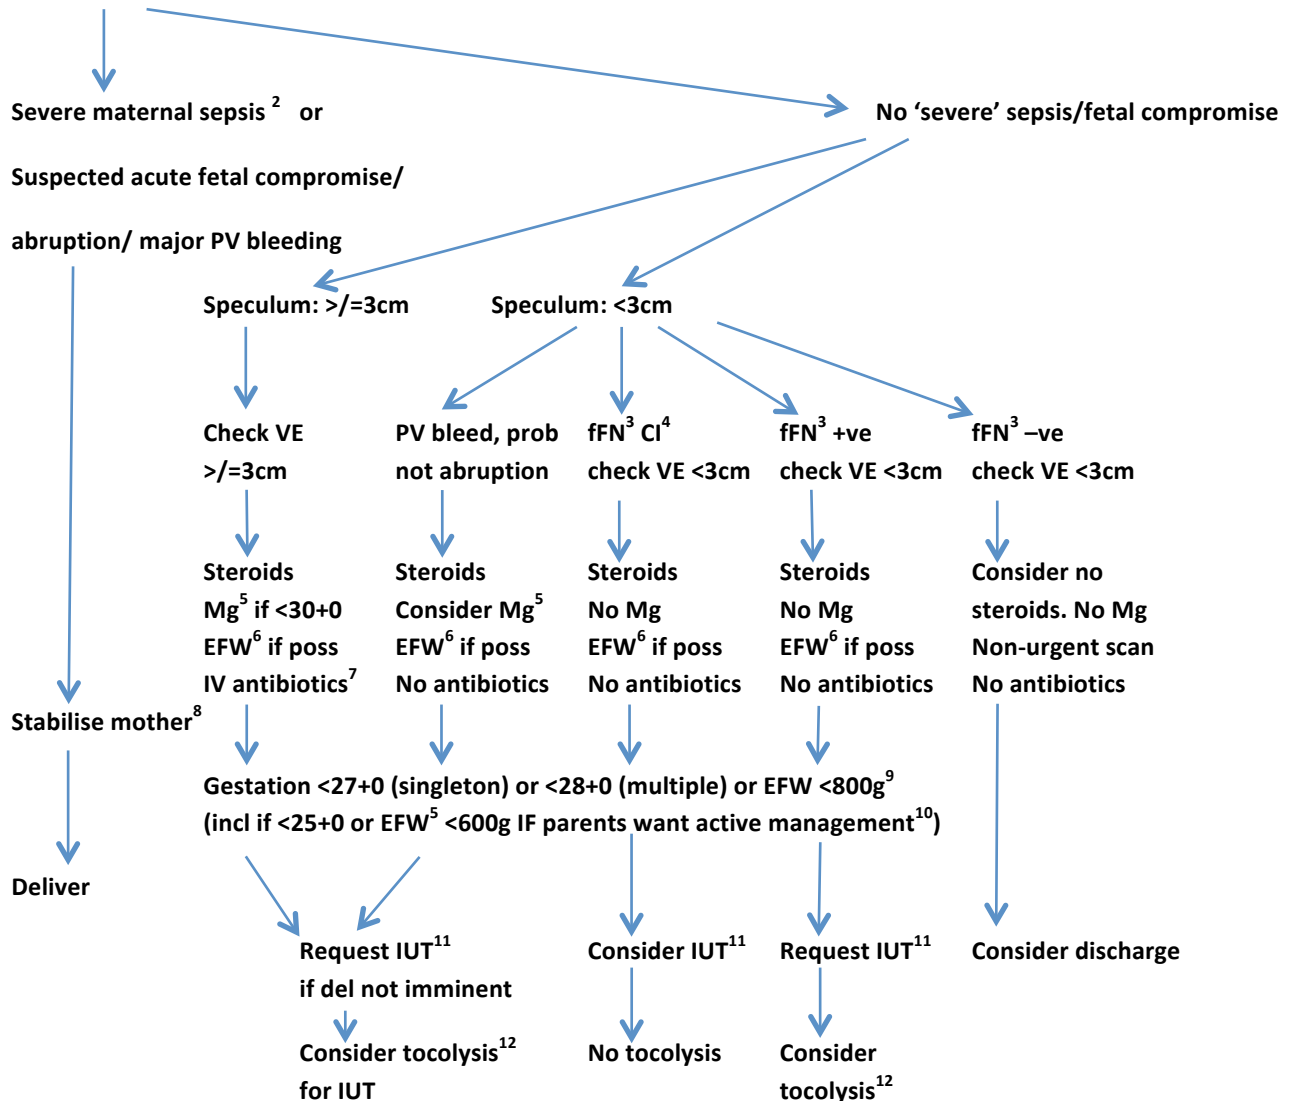 Severe maternal sepsis 2 or
No ‘severe’ sepsis/fetal compromise
Suspected acute fetal compromise/
abruption/ major PV bleeding
Speculum: >/=3cm
Speculum: <3cm
Check VE
>/=3cm
PV bleed, prob
not abruption
fFN3 CI4
check VE <3cm
fFN3 +ve
check VE <3cm
fFN3 –ve
check VE <3cm
Steroids
Mg5 if <30+0
EFW6 if poss
IV antibiotics7
Steroids
Consider Mg5
EFW6 if poss
No antibiotics
Steroids
No Mg
EFW6 if poss
No antibiotics
Steroids
No Mg
EFW6 if poss
No antibiotics
Consider no
steroids. No Mg
Non-urgent scan
No antibiotics
Stabilise mother8
Gestation <27+0 (singleton) or <28+0 (multiple) or EFW <800g9
(incl if <25+0 or EFW5 <600g IF parents want active management10)
Deliver
Request IUT11
if del not imminent
Consider IUT11
Request IUT11
Consider discharge
Consider tocolysis12
for IUT
No tocolysis
Consider
tocolysis12